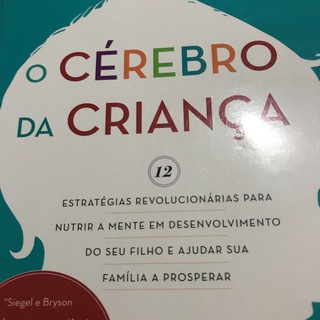 O CÉREBRO
DA CRIANÇA
12
ESTRATÉGIAS REVOLUCIONÁRIAS PARA
NUTRIR A MENTE EM DESENVOLVIMENTO
DO SEU FILHO E AJUDAR SUA
FAMÍLIA A PROSPERAR
“Siegel e Bryson